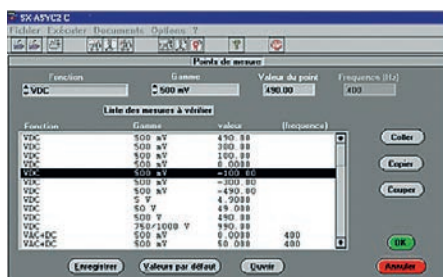 SX-ASYC2 C
Fichier Exécuter Documents Options ?
Points de mesure
Fonction Gamme Valeur du point Fréquence (Hz)
VDC 500 mV 490.00 400
Liste des mesures à vérifier
Fonction Gamme valeur (frequence)
VDC 500 mV 490.00
VDC 500 mV 300.00
VDC 500 mV 100.00
VDC 500 mV 0.0000
VDC 500 mV -100.00
VDC 500 mV -300.00
VDC 500 mV -490.00
VDC 5 V 4.9000
VDC 50 V 49.000
VDC 500 V 490.00
VDC 750/1000 V 990.00
VAC+DC 500 mV 0.0000 400
VAC+DC 500 mV 50.000 400
Coller
Copier
Couper
OK
Annuler
Enregistrer Valeurs par défaut Ouvrir